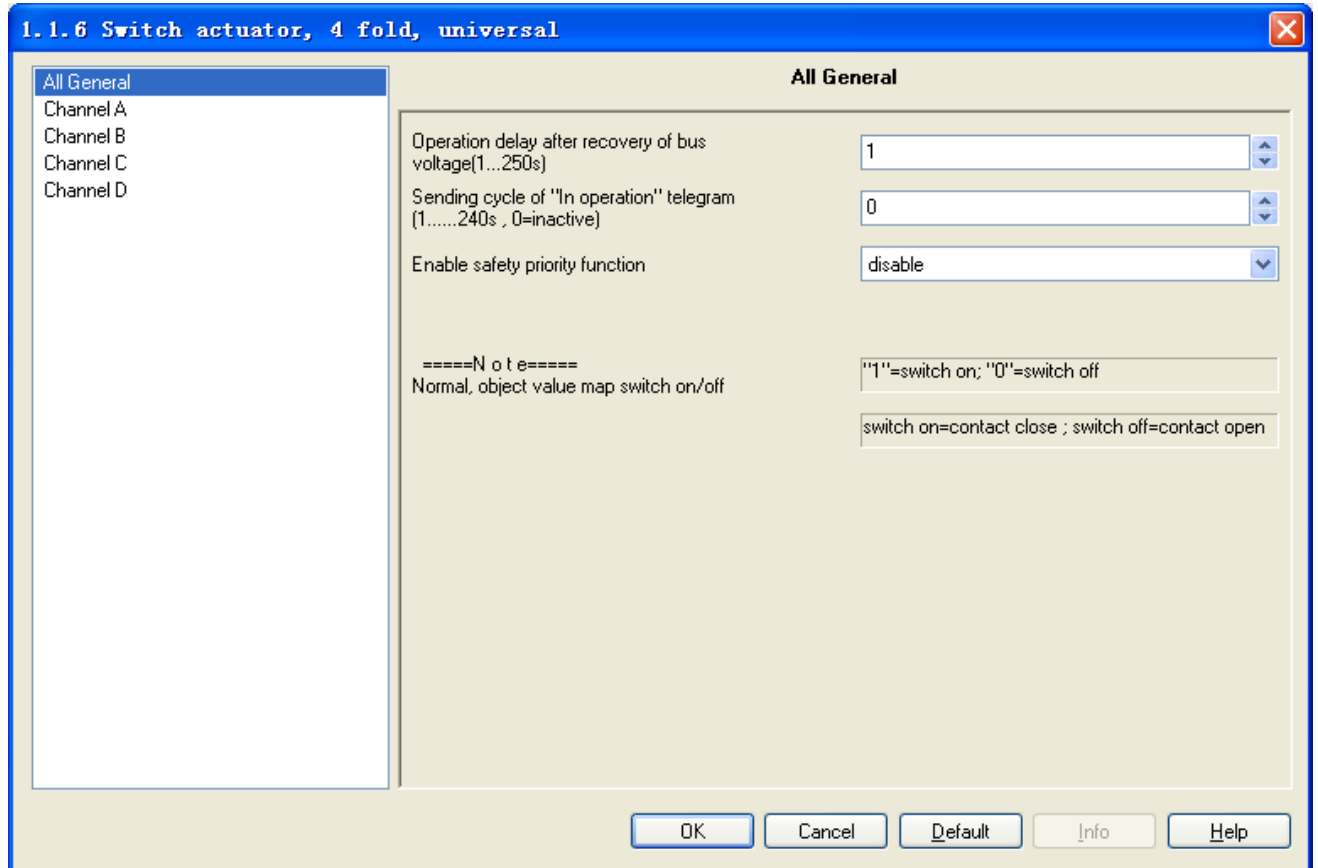 1.1.6 Switch actuator, 4 fold, universal
All General
Channel A
Channel B
Channel C
Channel D
All General
Operation delay after recovery of bus
voltage(1...250s)
1
Sending cycle of "In operation" telegram
(1......240s , 0=inactive)
0
Enable safety priority function
disable
=====N o t e=====
Normal, object value map switch on/off
"1"=switch on; "0"=switch off
switch on=contact close ; switch off=contact open
OK
Cancel
Default
Info
Help